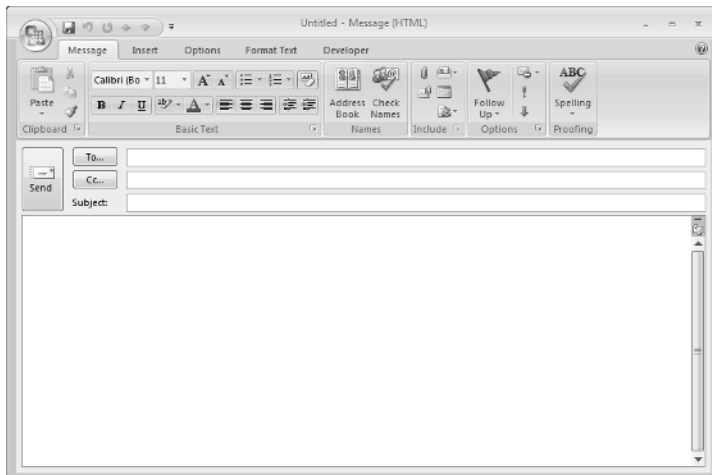 Untitled - Message (HTML)
Message Insert Options Format Text Developer
Paste
Calibri (Bo 11
A A
B I U ab A
Address Book
Check Names
Follow Up
ABC
Spelling
Clipboard Basic Text Names Include Options Proofing
To...
Cc...
Send
Subject: